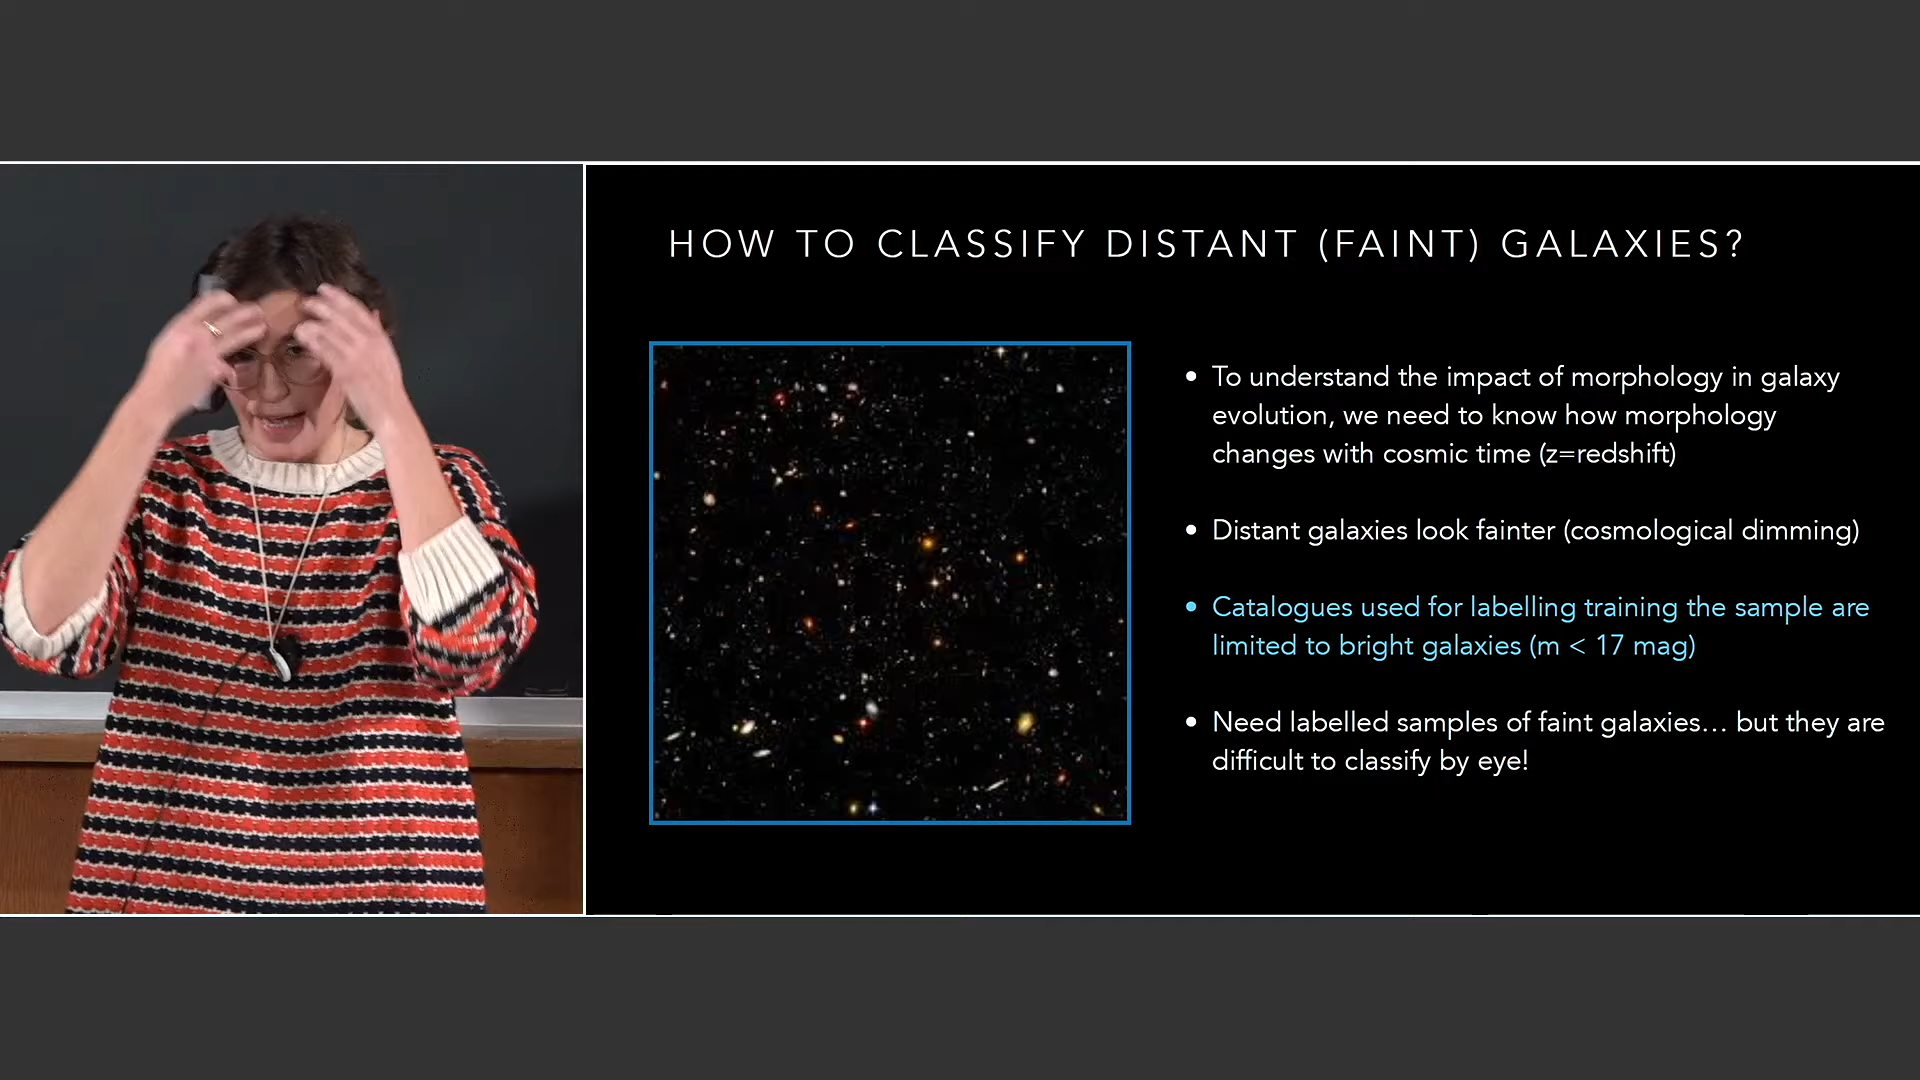 HOW TO CLASSIFY DISTANT (FAINT) GALAXIES?
• To understand the impact of morphology in galaxy
evolution, we need to know how morphology
changes with cosmic time (z=redshift)
• Distant galaxies look fainter (cosmological dimming)
• Catalogues used for labelling training the sample are
limited to bright galaxies (m < 17 mag)
• Need labelled samples of faint galaxies... but they are
difficult to classify by eye!